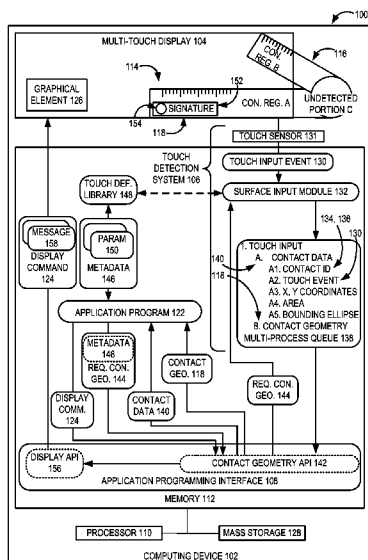 100
MULTI-TOUCH DISPLAY 104
CON.
REG. B
116
114
152
GRAPHICAL
ELEMENT 126
SIGNATURE
CON. REG. A
UNDETECTED
PORTION C
154
118
TOUCH SENSOR 131
TOUCH
DETECTION
SYSTEM 106
TOUCH INPUT EVENT 130
TOUCH DEF.
LIBRARY 148
SURFACE INPUT MODULE 132
134, 136
130
MESSAGE
158
DISPLAY
COMMAND
124
PARAM
150
METADATA
146
140
118
1. TOUCH INPUT
A. CONTACT DATA
A1. CONTACT ID
A2. TOUCH EVENT
A3. X, Y COORDINATES
A4. AREA
A5. BOUNDING ELLIPSE
B. CONTACT GEOMETRY
MULTI-PROCESS QUEUE 138
APPLICATION PROGRAM 122
METADATA
146
REQ. CON.
GEO. 144
CONTACT
GEO. 118
DISPLAY
COMM.
124
CONTACT
DATA 140
REQ. CON.
GEO. 144
DISPLAY API
156
CONTACT GEOMETRY API 142
APPLICATION PROGRAMMING INTERFACE 108
MEMORY 112
PROCESSOR 110
MASS STORAGE 128
COMPUTING DEVICE 102